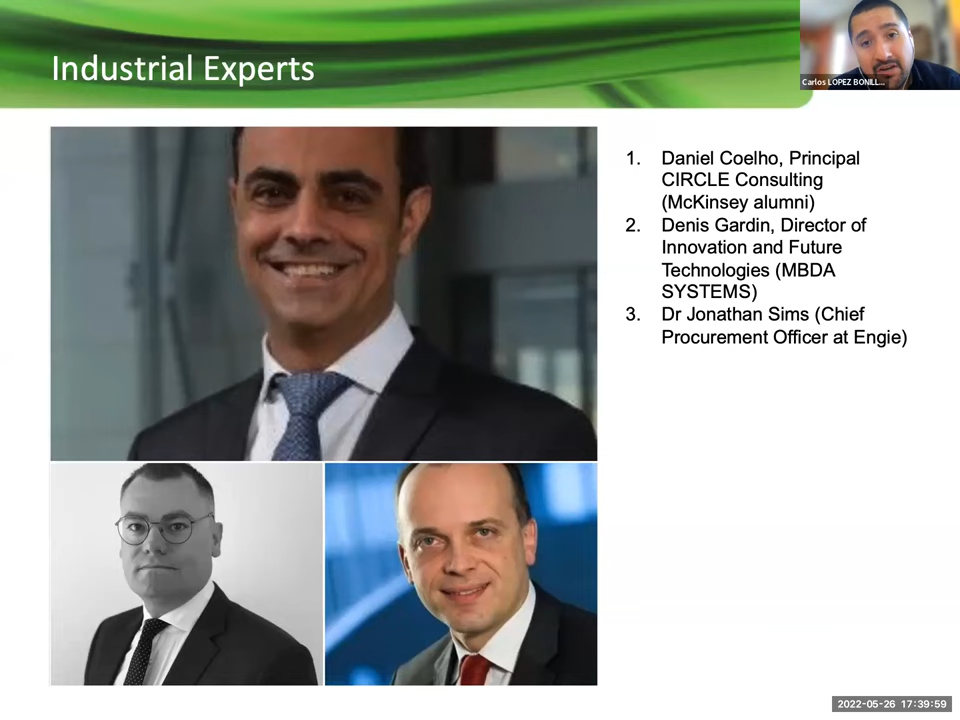 Industrial Experts
Carlos LOPEZ BONILL...
1. Daniel Coelho, Principal
CIRCLE Consulting
(McKinsey alumni)
2. Denis Gardin, Director of
Innovation and Future
Technologies (MBDA
SYSTEMS)
3. Dr Jonathan Sims (Chief
Procurement Officer at Engie)
2022-05-26 17:39:59